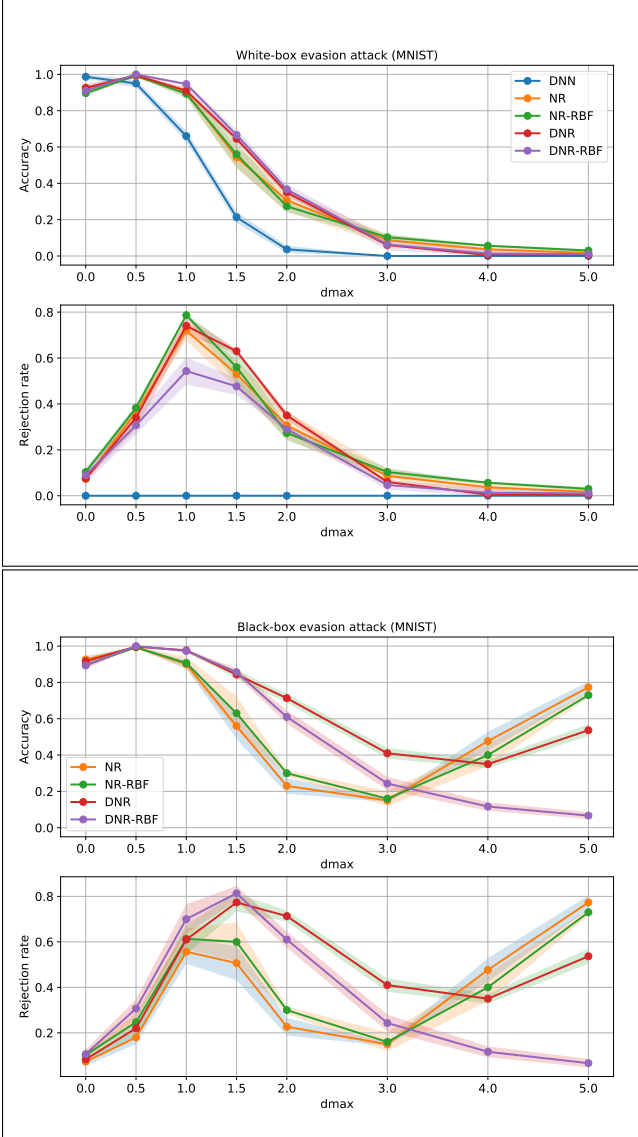 White-box evasion attack (MNIST)
1.0
0.8
0.6
0.4
0.2
0.0
Accuracy
DNN
NR
NR-RBF
DNR
DNR-RBF
0.0 0.5 1.0 1.5 2.0 3.0 4.0 5.0
dmax
0.8
0.6
0.4
0.2
0.0
Rejection rate
0.0 0.5 1.0 1.5 2.0 3.0 4.0 5.0
dmax
Black-box evasion attack (MNIST)
1.0
0.8
0.6
0.4
0.2
0.0
Accuracy
NR
NR-RBF
DNR
DNR-RBF
0.0 0.5 1.0 1.5 2.0 3.0 4.0 5.0
dmax
0.8
0.6
0.4
0.2
Rejection rate
0.0 0.5 1.0 1.5 2.0 3.0 4.0 5.0
dmax